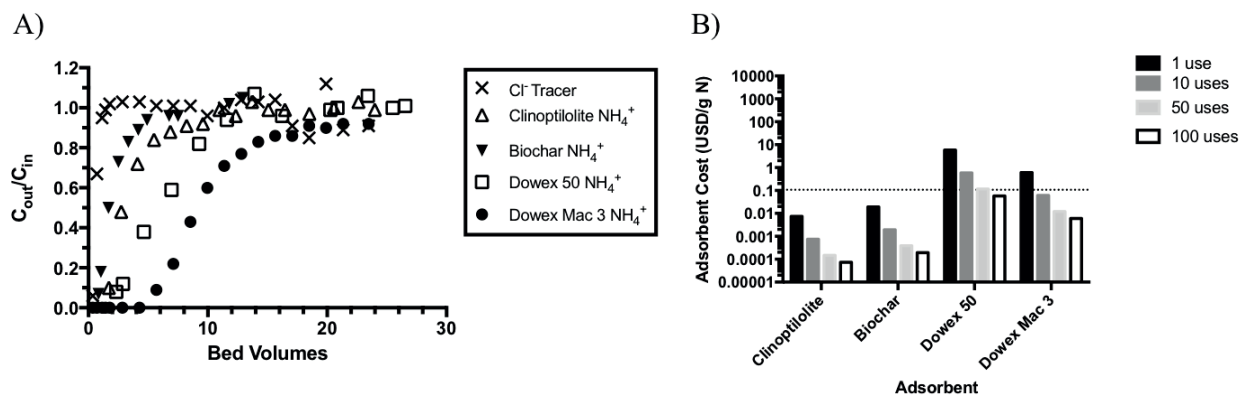 A)
B)
1.2
1.0
0.8
0.6
0.4
0.2
0.0
C_out/C_in
0
10
20
30
Bed Volumes
Cl⁻ Tracer
Clinoptilolite NH₄⁺
Biochar NH₄⁺
Dowex 50 NH₄⁺
Dowex Mac 3 NH₄⁺
Adsorbent Cost (USD/g N)
10000
1000
100
10
1
0.1
0.01
0.001
0.0001
0.00001
Clinoptilolite
Biochar
Dowex 50
Dowex Mac 3
Adsorbent
1 use
10 uses
50 uses
100 uses